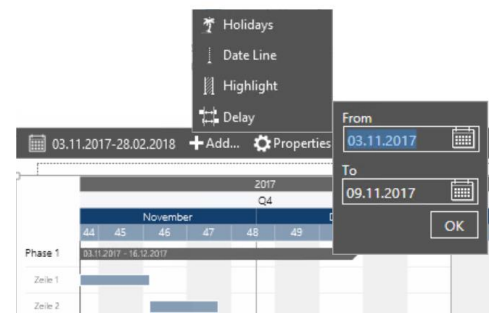 Holidays
Date Line
Highlight
Delay
From
03.11.2017
To
09.11.2017
OK
03.11.2017-28.02.2018 Add... Properties
2017
Q4
November D
44 45 46 47 48 49
Phase 1 03.11.2017 - 16.12.2017
Zeile 1
Zeile 2